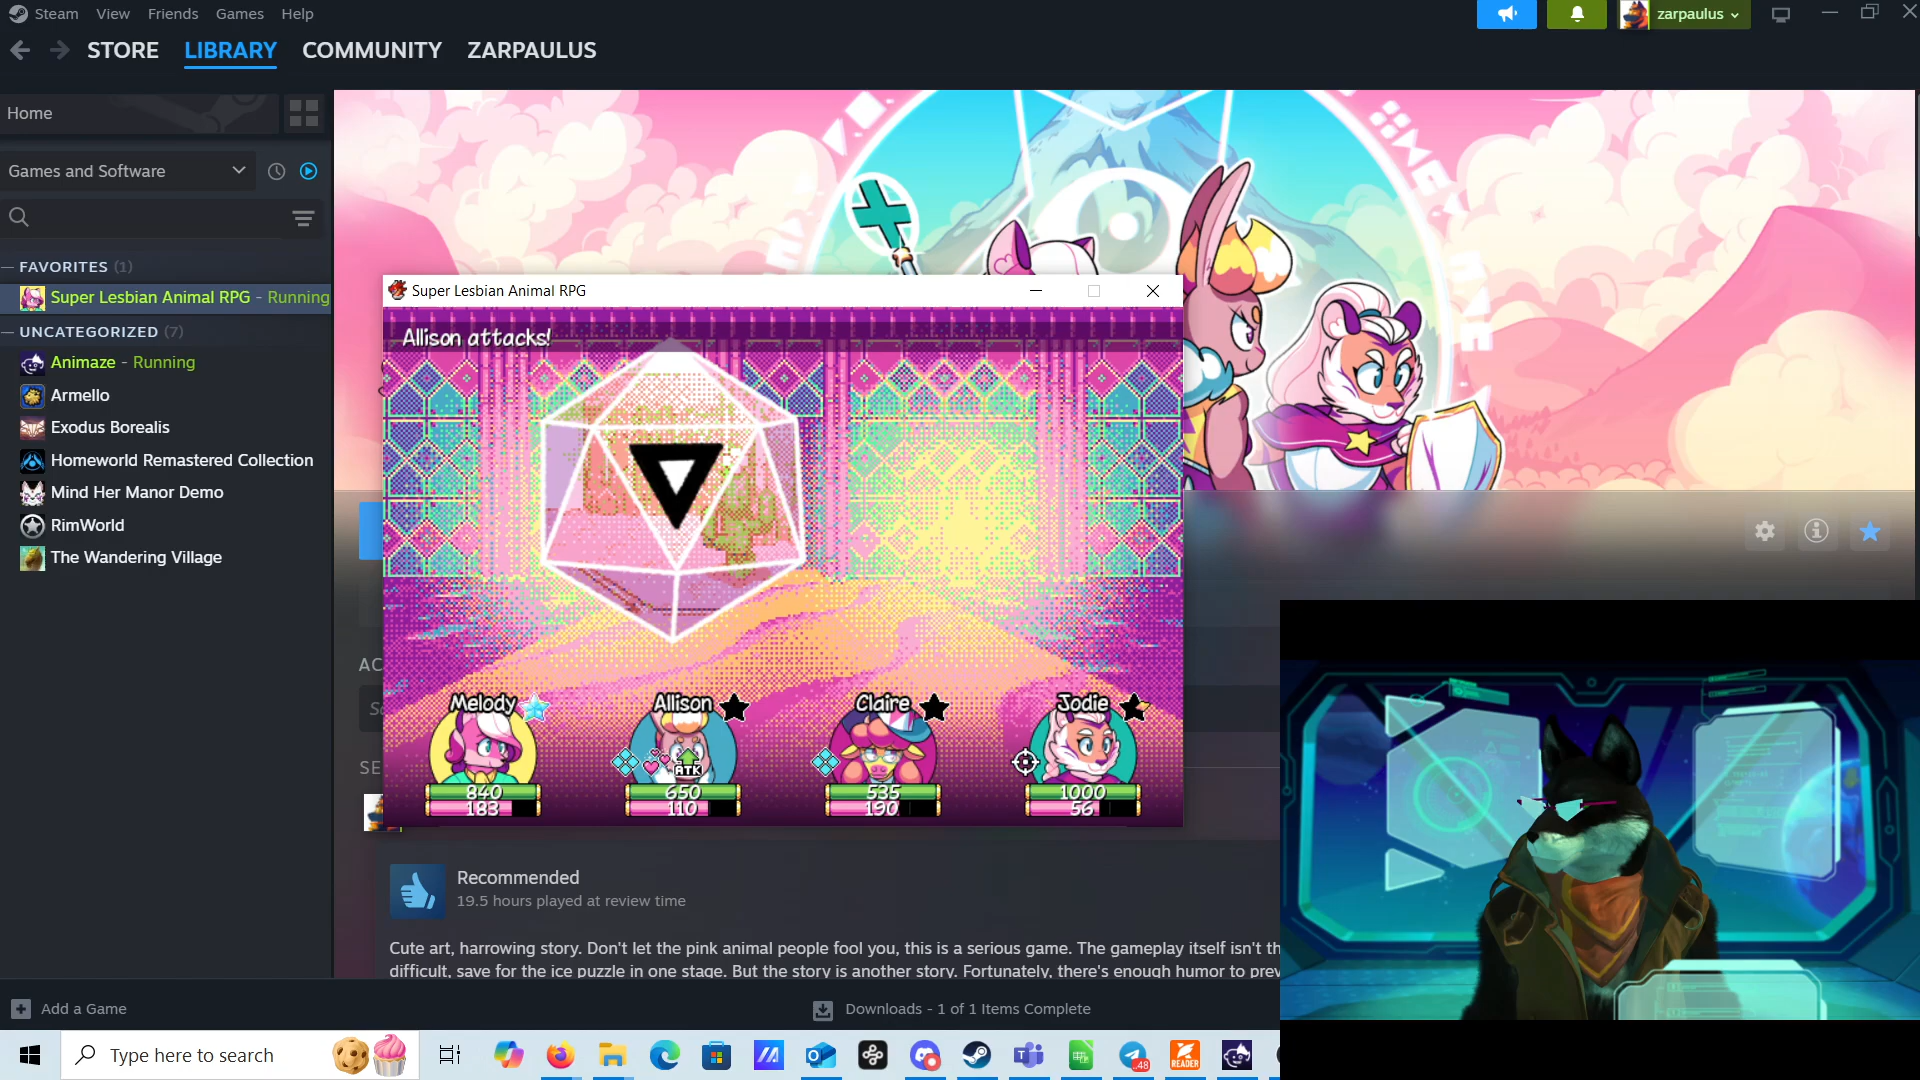 Steam View Friends Games Help
zarpaulus
STORE LIBRARY COMMUNITY ZARPAULUS
Home
Games and Software
FAVORITES (1)
Super Lesbian Animal RPG - Running
UNCATEGORIZED (7)
Animaze - Running
Armello
Exodus Borealis
Homeworld Remastered Collection
Mind Her Manor Demo
RimWorld
The Wandering Village
Super Lesbian Animal RPG
Allison attacks!
Melody
Allison
Claire
Jodie
ATK
840
650
535
1000
183
110
190
56
AC
SE
Recommended
19.5 hours played at review time
Cute art, harrowing story. Don't let the pink animal people fool you, this is a serious game. The gameplay itself isn't th
difficult, save for the ice puzzle in one stage. But the story is another story. Fortunately, there's enough humor to prev
Add a Game
Downloads - 1 of 1 Items Complete
Type here to search
48
READER